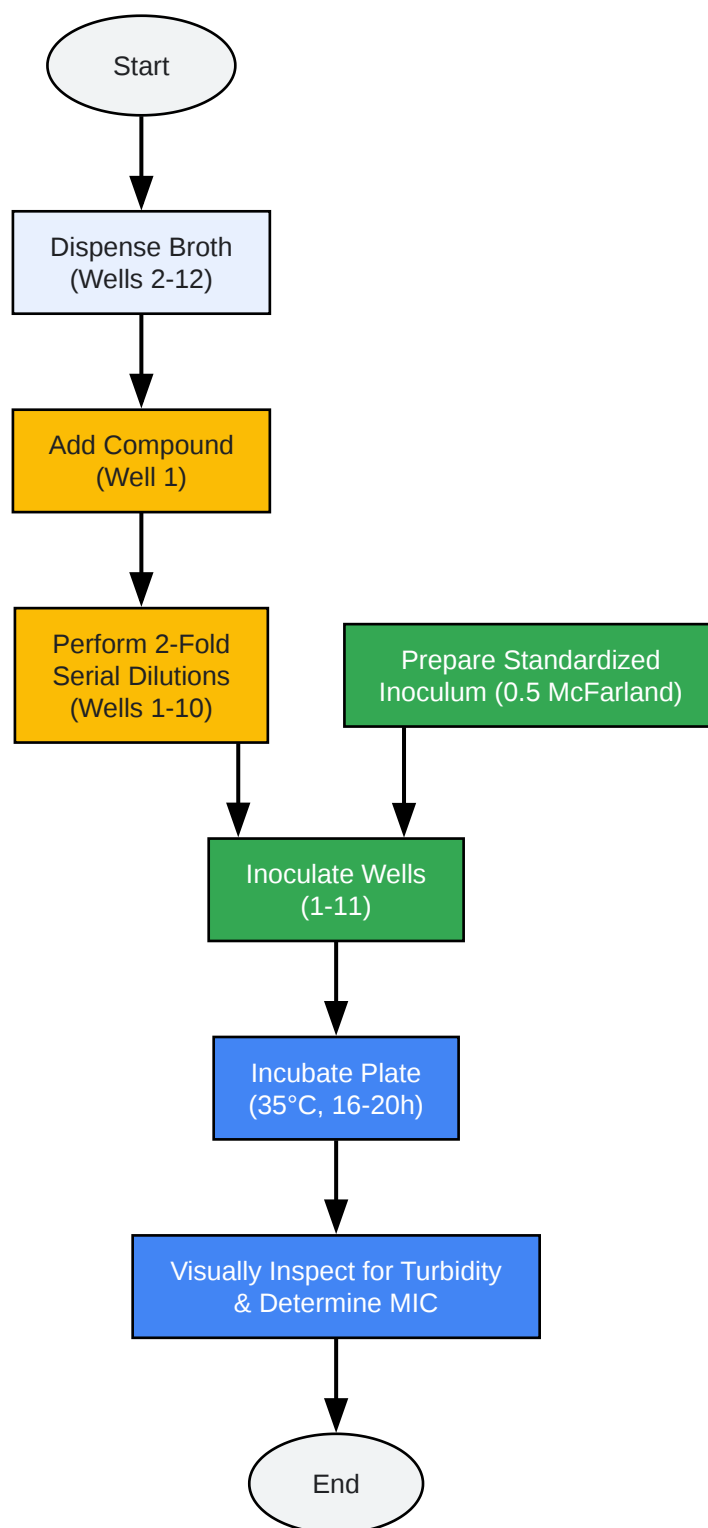 Start
Dispense Broth
(Wells 2-12)
Add Compound
(Well 1)
Perform 2-Fold
Serial Dilutions
(Wells 1-10)
Prepare Standardized
Inoculum (0.5 McFarland)
Inoculate Wells
(1-11)
Incubate Plate
(35°C, 16-20h)
Visually Inspect for Turbidity
& Determine MIC
End